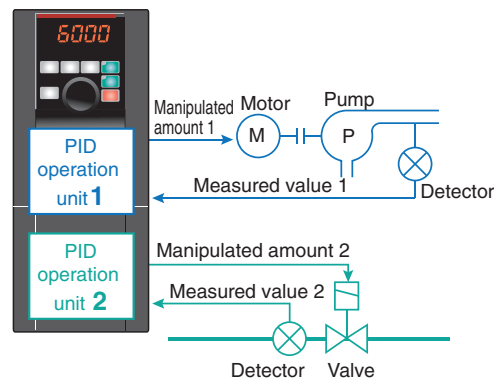 6000
Manipulated
amount 1
Motor
Pump
M
P
PID
operation
unit 1
Measured value 1
Detector
PID
operation
unit 2
Manipulated amount 2
Measured value 2
Detector
Valve